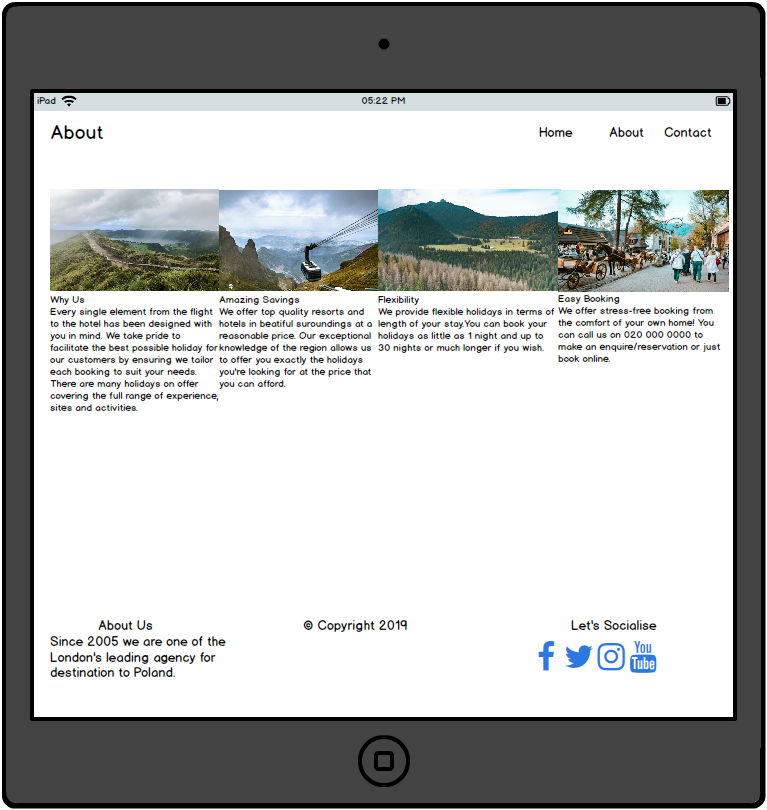 iPad
05:22 PM
About
Home About Contact
Why Us
Every single element from the flight
to the hotel has been designed with
you in mind. We take pride to
facilitate the best possible holiday for
our customers by ensuring we tailor
each booking to suit your needs.
There are many holidays on offer
covering the full range of experience,
sites and activities.
Amazing Savings
We offer top quality resorts and
hotels in beatiful suroundings at a
reasonable price. Our exceptional
knowledge of the region allows us
to offer you exactly the holidays
you're looking for at the price that
you can afford.
Flexibility
We provide flexible holidays in terms of
length of your stay.You can book your
holidays as little as 1 night and up to
30 nights or much longer if you wish.
Easy Booking
We offer stress-free booking from
the comfort of your own home! You
can call us on 020 000 0000 to
make an enquire/reservation or just
book online.
About Us
Since 2005 we are one of the
London's leading agency for
destination to Poland.
© Copyright 2019
Let's Socialise
You
Tube